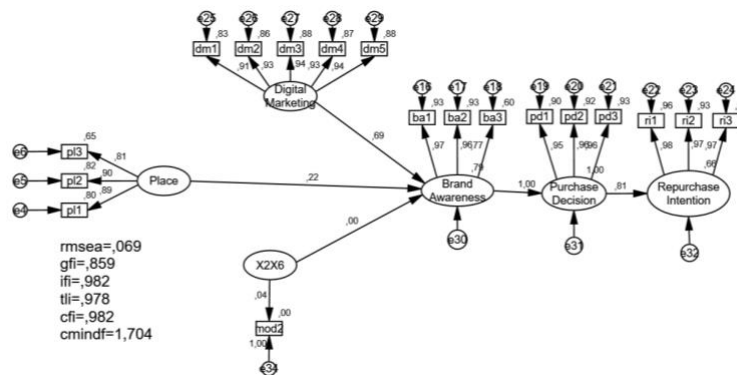 e25 e26 e27 e28 e29
,83 ,86 ,88 ,87 ,88
dm1 dm2 dm3 dm4 dm5
,91 ,93 ,94 ,93 ,94
Digital
Marketing
e16 e17 e18 e19 e20 e21 e22 e23 e24
,93 ,93 ,60 ,90 ,92 ,93 ,96 ,93
ba1 ba2 ba3 pd1 pd2 pd3 ri1 ri2 ri3
,97 ,96 ,77 ,95 ,96 ,96 ,98 ,97 ,97
,69
e6 ,65
pl3 ,81
e5 ,82
pl2 ,90
e4 ,80
pl1 ,89
Place
,22
,79
Brand
Awareness
1,00
1,00
Purchase
Decision
,81
,66
Repurchase
Intention
e30
e31
e32
,00
X2X6
,04
,00
mod2
1,00
e34
rmsea=,069
gfi=,859
ifi=,982
tli=,978
cfi=,982
cmindf=1,704